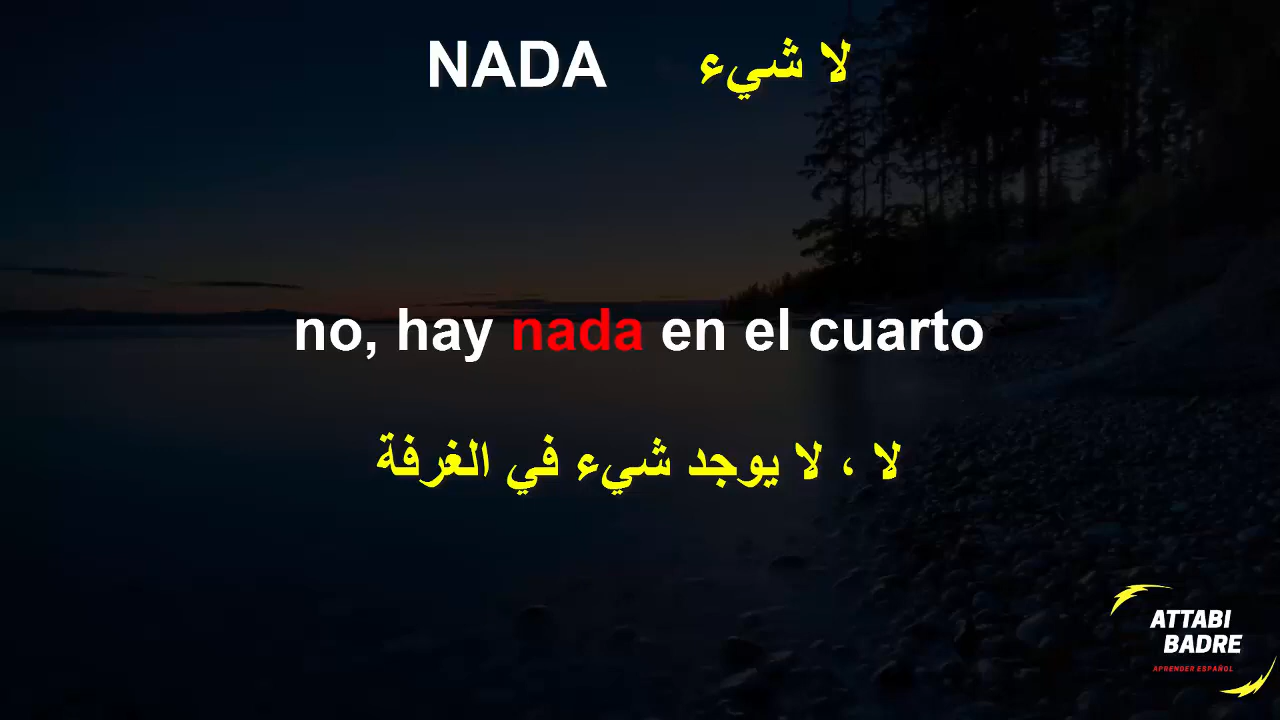 NADA لا شيء
no, hay nada en el cuarto
لا ، لا يوجد شيء في الغرفة
ATTABI
BADRE
APRENDER ESPAÑOL